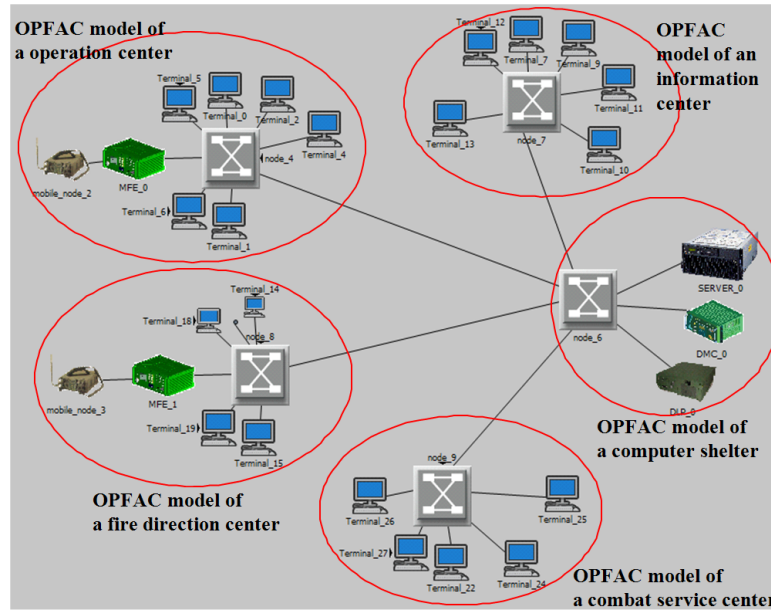 OPFAC model of
a operation center
Terminal_5
Terminal_0
Terminal_2
Terminal_4
node_4
mobile_node_2
MFE_0
Terminal_6
Terminal_1
OPFAC
model of an
information
center
Terminal_12
Terminal_7
Terminal_9
Terminal_11
Terminal_13
node_7
Terminal_10
SERVER_0
node_6
DMC_0
DLP_0
OPFAC model of
a computer shelter
Terminal_14
Terminal_18
node_8
mobile_node_3
MFE_1
Terminal_19
Terminal_15
OPFAC model of
a fire direction center
node_9
Terminal_26
Terminal_25
Terminal_27
Terminal_22
Terminal_24
OPFAC model of
a combat service center